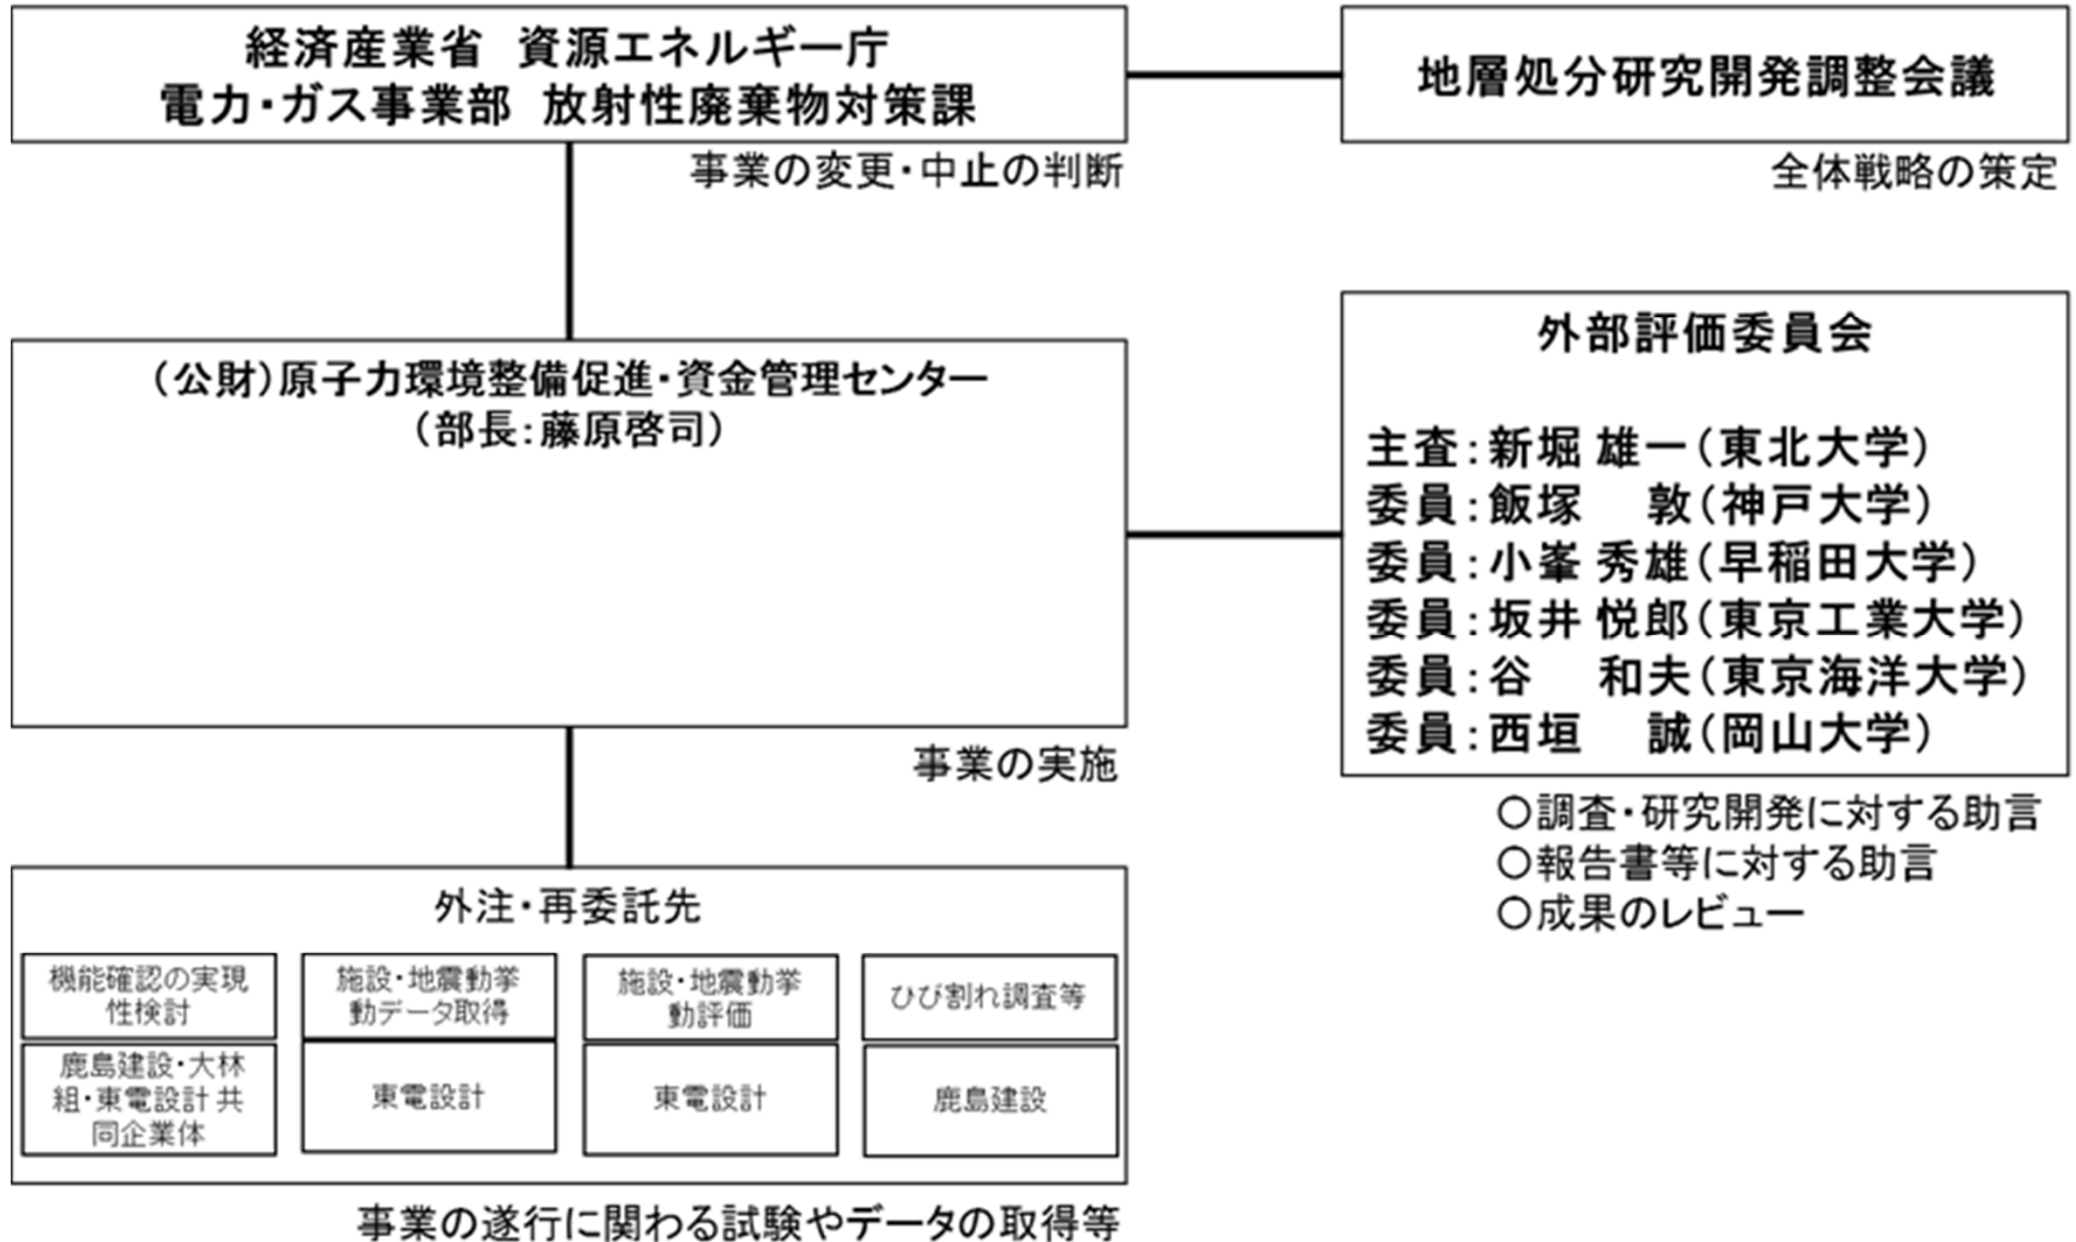 経済産業省　資源エネルギー庁
電力・ガス事業部　放射性廃棄物対策課
事業の変更・中止の判断
地層処分研究開発調整会議
全体戦略の策定
（公財）原子力環境整備促進・資金管理センター
（部長：藤原啓司）
事業の実施
外部評価委員会
主査：新堀 雄一（東北大学）
委員：飯塚　敦（神戸大学）
委員：小峯 秀雄（早稲田大学）
委員：坂井 悦郎（東京工業大学）
委員：谷　和夫（東京海洋大学）
委員：西垣　誠（岡山大学）
○調査・研究開発に対する助言
○報告書等に対する助言
○成果のレビュー
外注・再委託先
機能確認の実現
性検討
鹿島建設・大林
組・東電設計 共
同企業体
施設・地震動挙
動データ取得
東電設計
施設・地震動挙
動評価
東電設計
ひび割れ調査等
鹿島建設
事業の遂行に関わる試験やデータの取得等